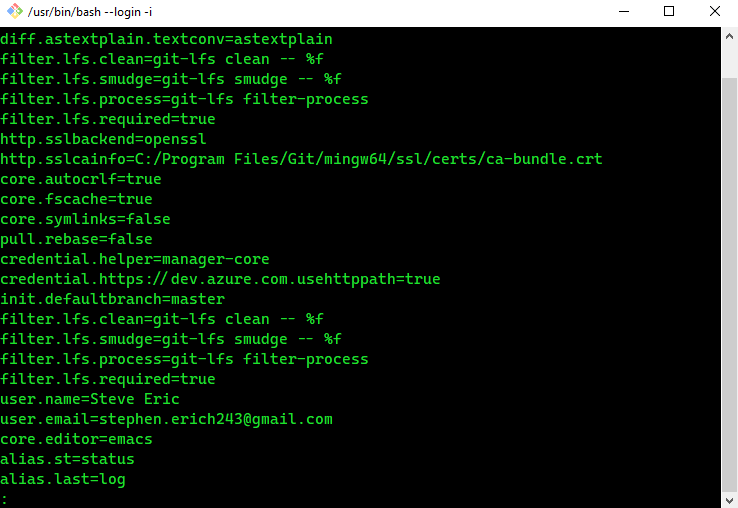 /usr/bin/bash --login -i
diff.astextplain.textconv=astextplain
filter.lfs.clean=git-lfs clean -- %f
filter.lfs.smudge=git-lfs smudge -- %f
filter.lfs.process=git-lfs filter-process
filter.lfs.required=true
http.sslbackend=openssl
http.sslcainfo=C:/Program Files/Git/mingw64/ssl/certs/ca-bundle.crt
core.autocrlf=true
core.fscache=true
core.symlinks=false
pull.rebase=false
credential.helper=manager-core
credential.https://dev.azure.com.usehttppath=true
init.defaultbranch=master
filter.lfs.clean=git-lfs clean -- %f
filter.lfs.smudge=git-lfs smudge -- %f
filter.lfs.process=git-lfs filter-process
filter.lfs.required=true
user.name=Steve Eric
user.email=stephen.erich243@gmail.com
core.editor=emacs
alias.st=status
alias.last=log
: